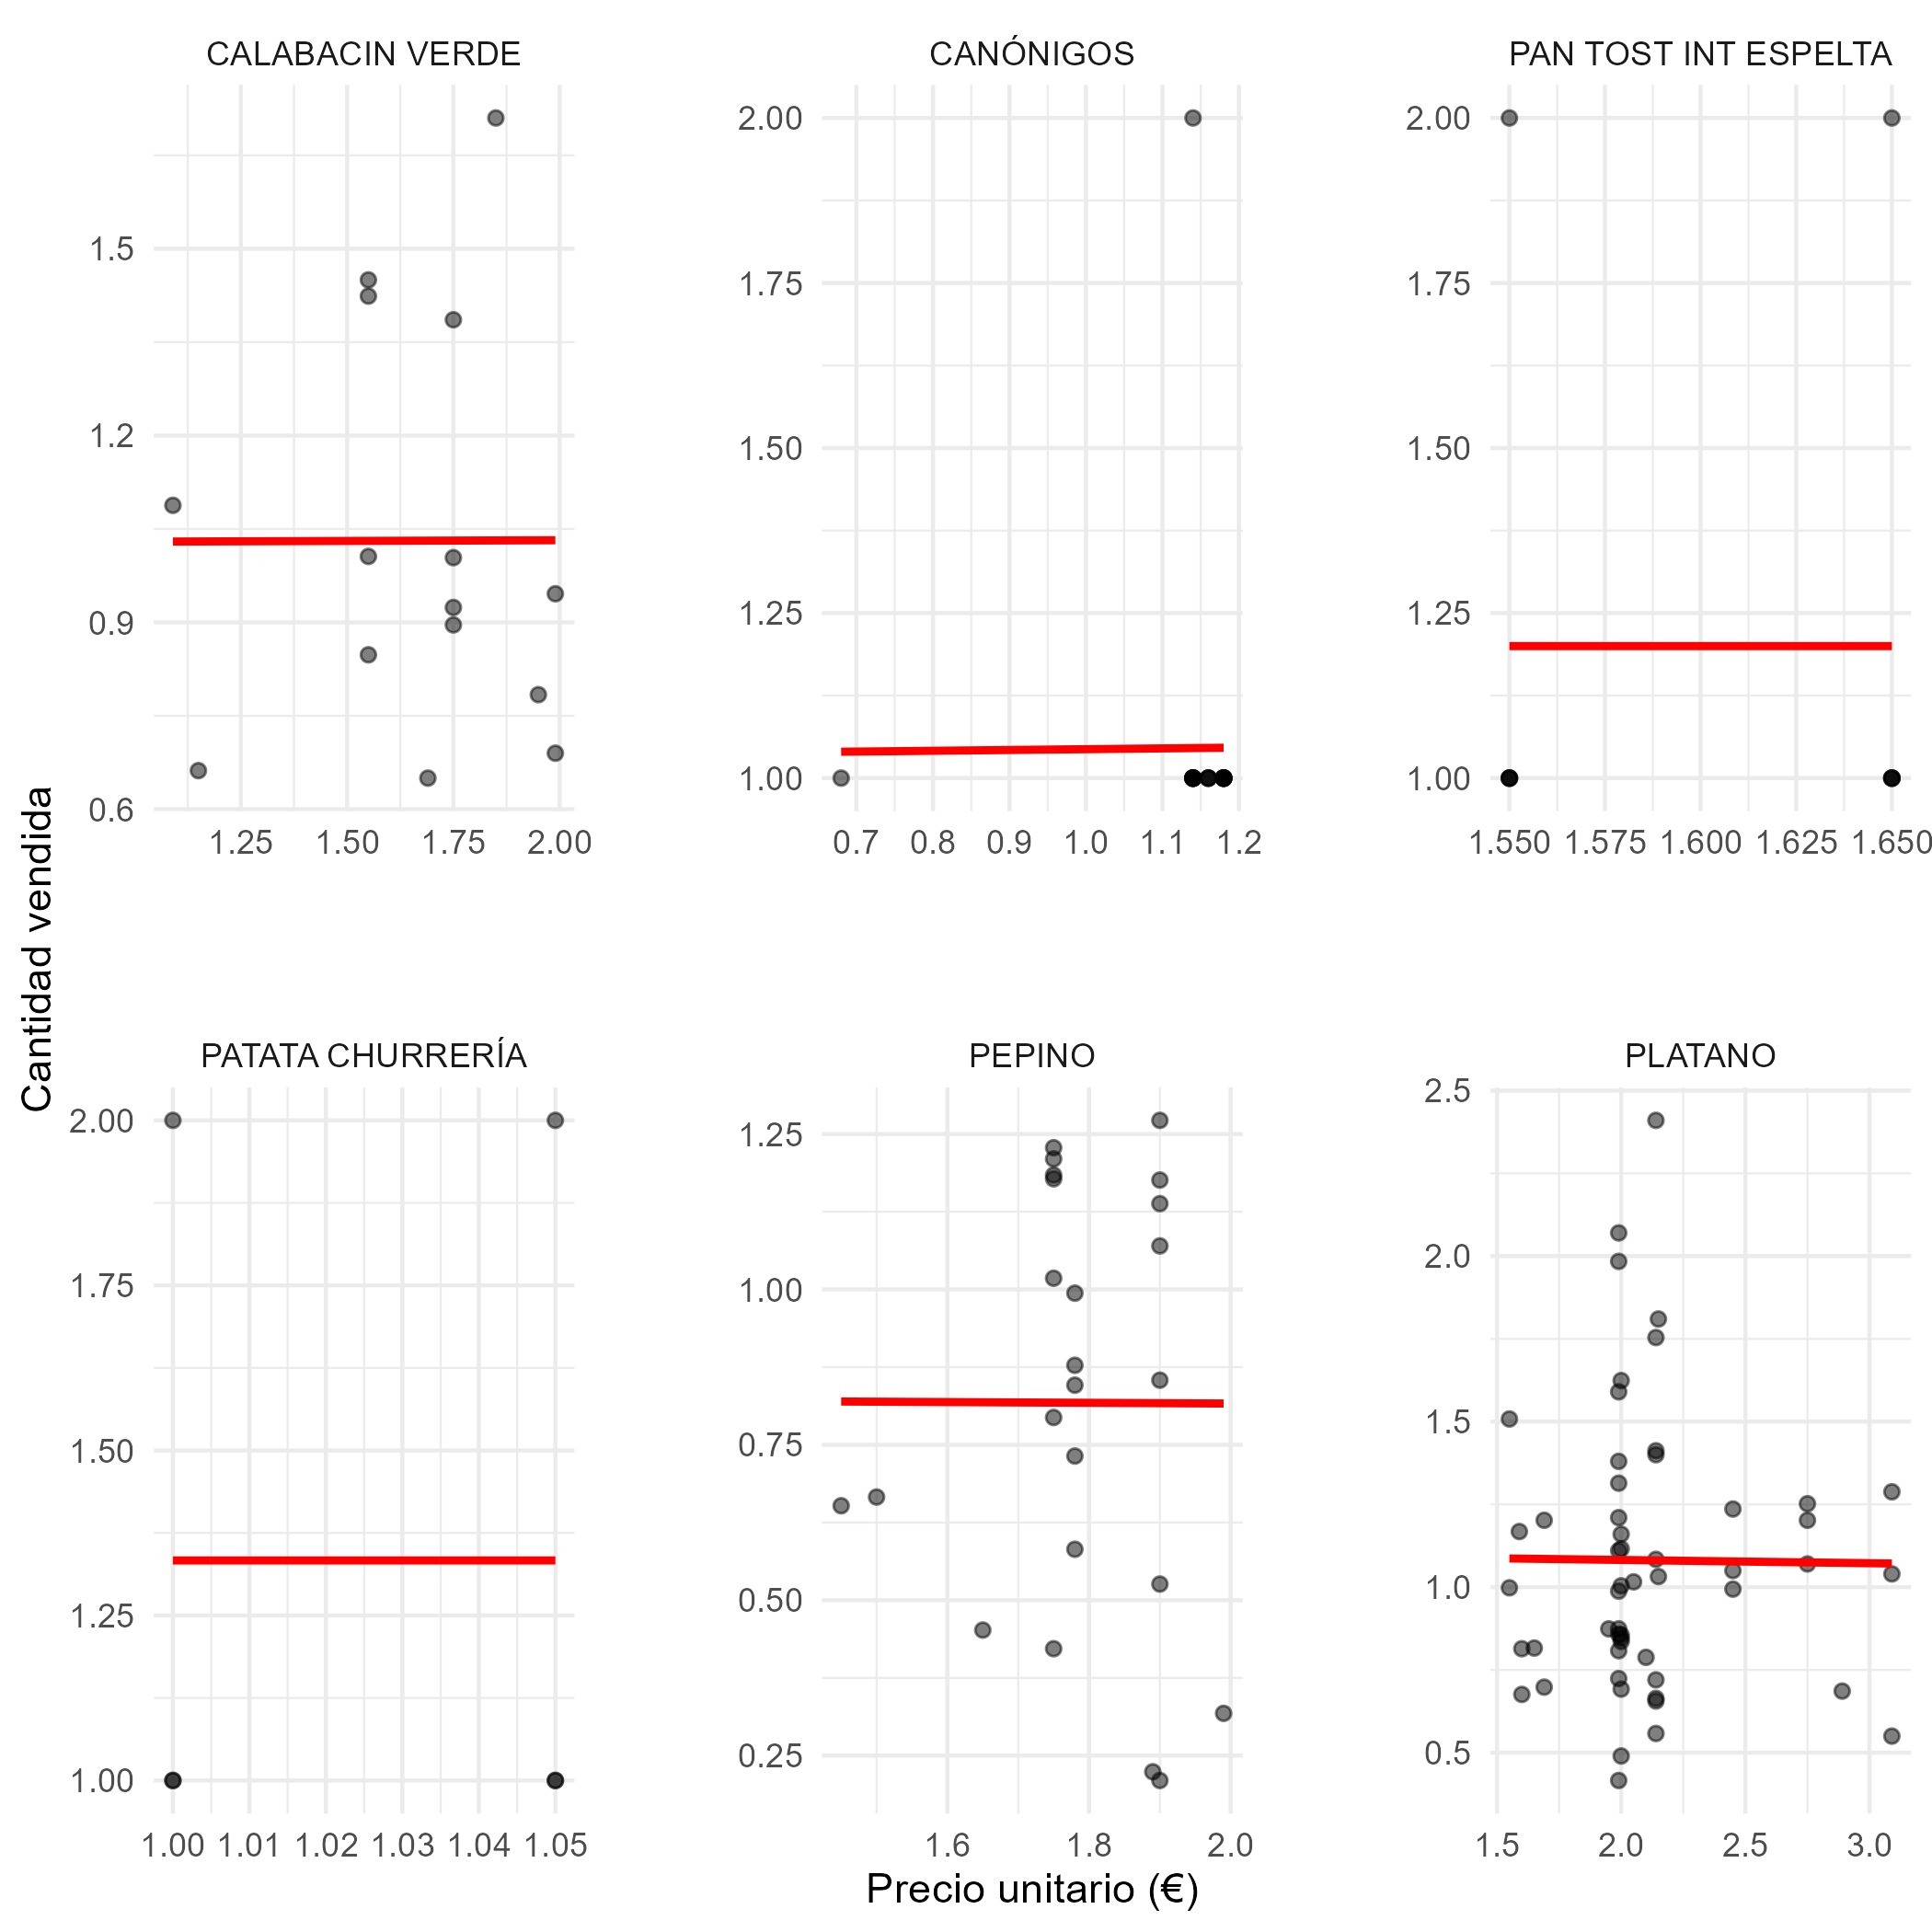 CALABACIN VERDE
CANÓNIGOS
PAN TOST INT ESPELTA
1.5
1.2
0.9
0.6
1.25 1.50 1.75 2.00
2.00
1.75
1.50
1.25
1.00
0.7 0.8 0.9 1.0 1.1 1.2
2.00
1.75
1.50
1.25
1.00
1.550 1.575 1.600 1.625 1.650
Cantidad vendida
PATATA CHURRERÍA
PEPINO
PLATANO
2.00
1.75
1.50
1.25
1.00
1.00 1.01 1.02 1.03 1.04 1.05
1.25
1.00
0.75
0.50
0.25
1.6 1.8 2.0
2.5
2.0
1.5
1.0
0.5
1.5 2.0 2.5 3.0
Precio unitario (€)